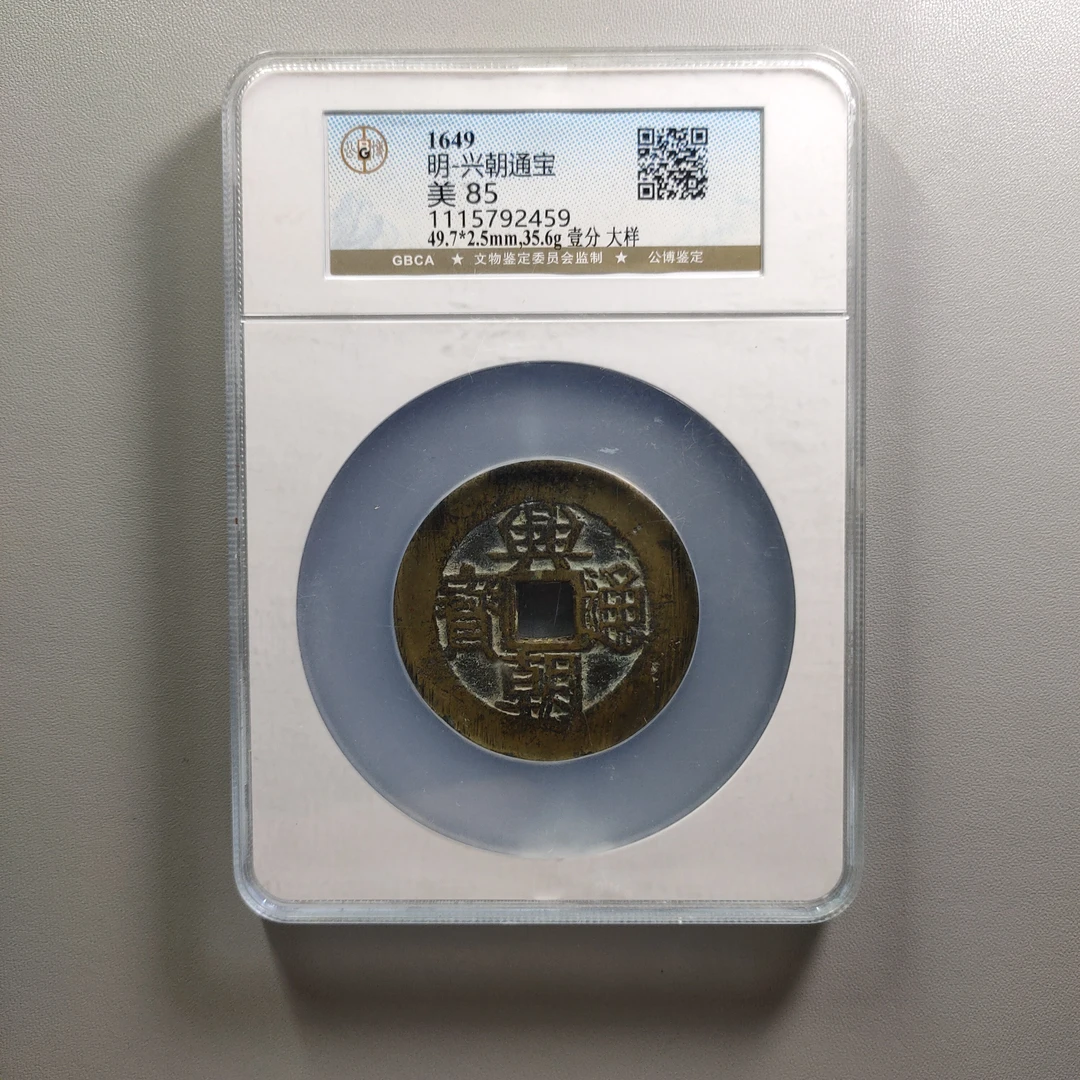 1649
明-兴朝通宝
美 85
1115792459
49.7*2.5mm,35.6g 壹分 大样
GBCA ★ 文物鉴定委员会监制 ★ 公博鉴定
G
興
寶 通
朝